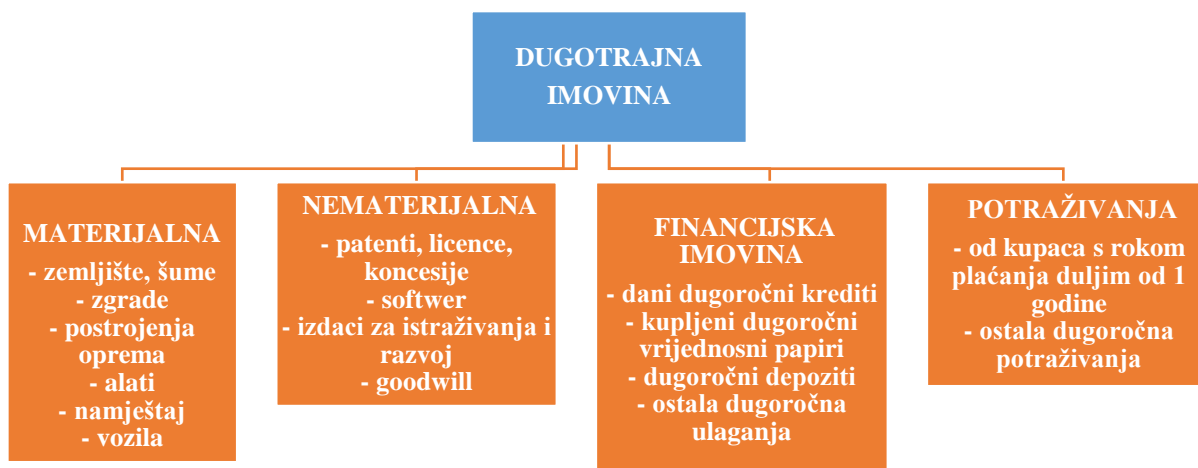 DUGOTRAJNA
IMOVINA
MATERIJALNA
- zemljište, šume
- zgrade
- postrojenja
oprema
- alati
- namještaj
- vozila
NEMATERIJALNA
- patenti, licence,
koncesije
- softwer
- izdaci za istraživanja i
razvoj
- goodwill
FINANCIJSKA
IMOVINA
- dani dugoročni krediti
- kupljeni dugoročni
vrijednosni papiri
- dugoročni depoziti
- ostala dugoročna
ulaganja
POTRAŽIVANJA
- od kupaca s rokom
plaćanja duljim od 1
godine
- ostala dugoročna
potraživanja